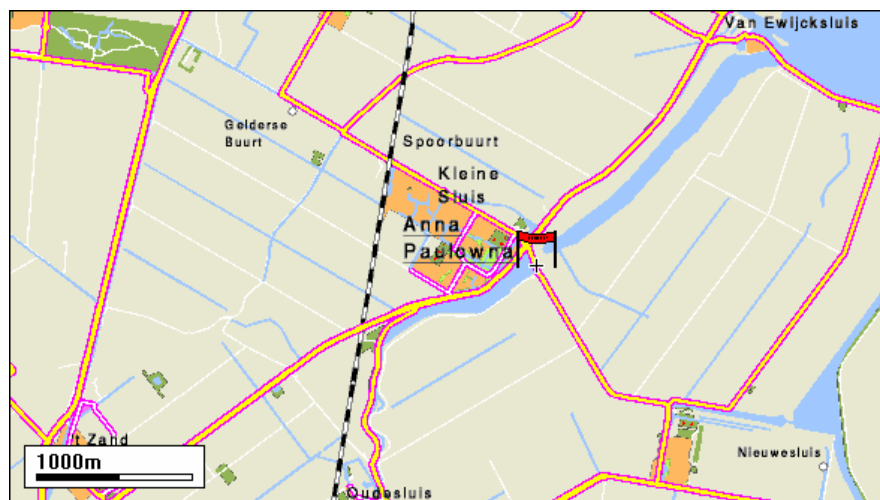 Van Ewijcksluis
Gelderse
Buurt
Spoorbuurt
Kleine
Sluis
Anna
Paulowna
't Zand
Nieuwesluis
1000m
Oudesluis